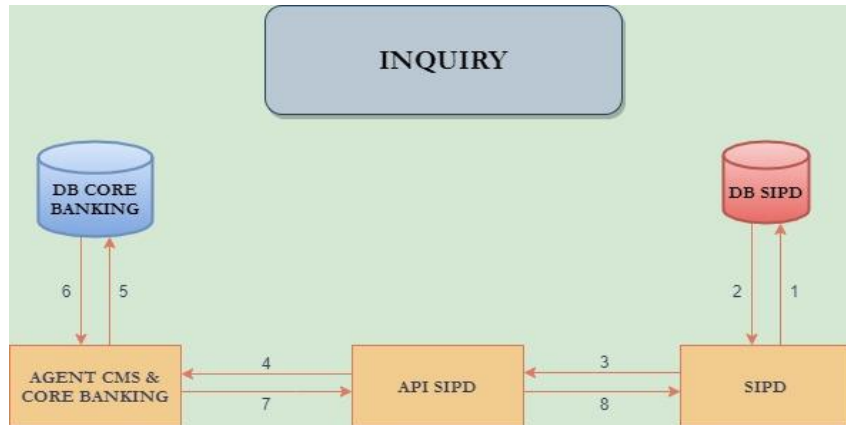 INQUIRY
DB CORE
BANKING
DB SIPD
6
5
2
1
4
3
AGENT CMS &
CORE BANKING
API SIPD
SIPD
7
8